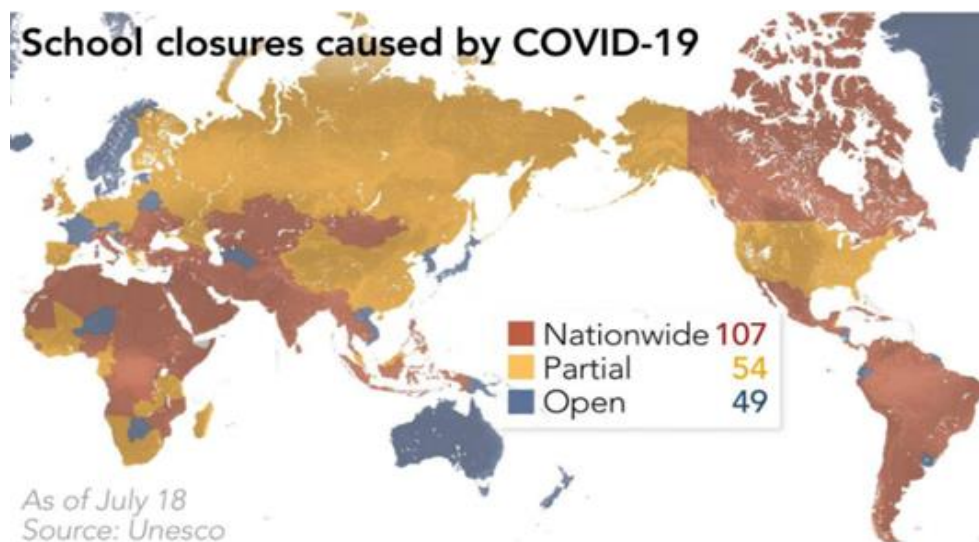 School closures caused by COVID-19
Nationwide 107
Partial 54
Open 49
As of July 18
Source: Unesco